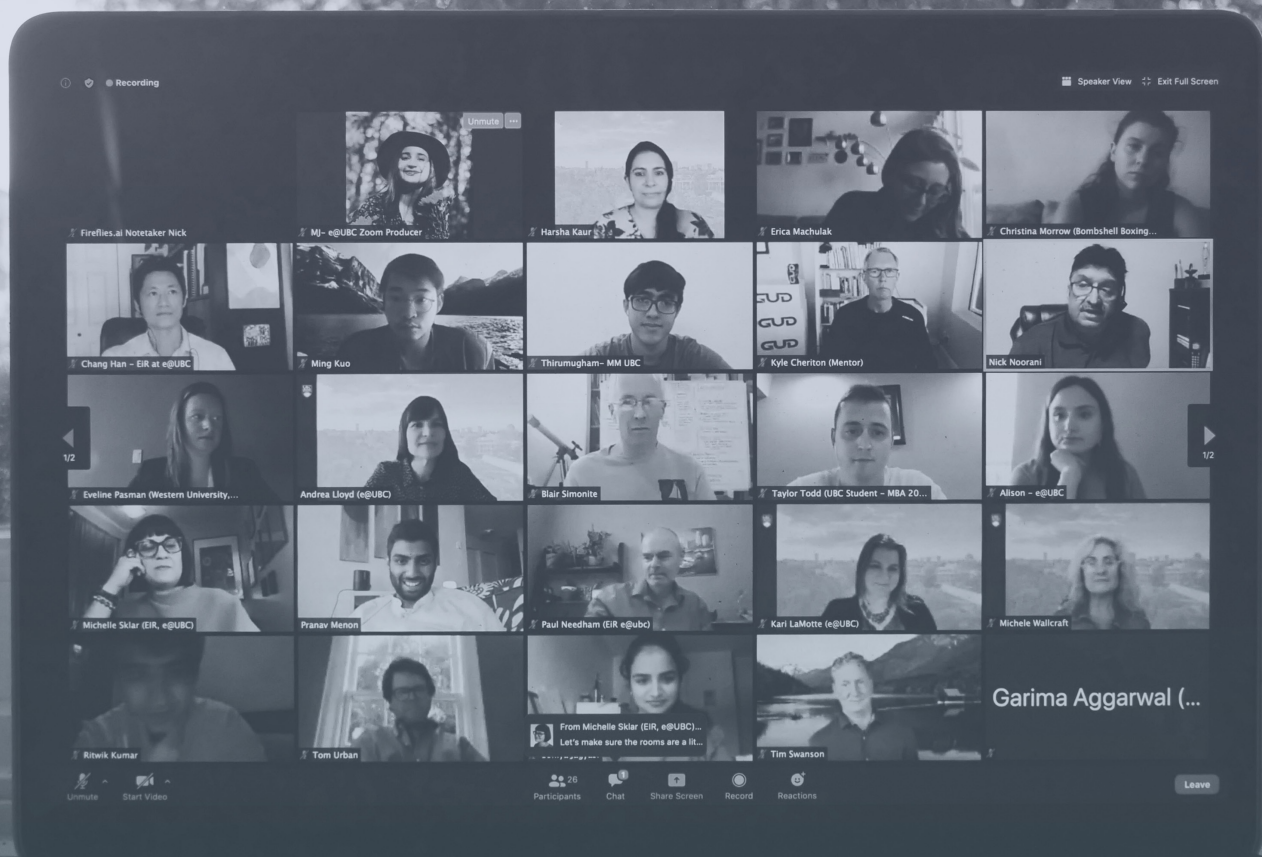 Recording
Speaker View
Exit Full Screen
Fireflies.ai Notetaker Nick
Unmute
MJ– e@UBC Zoom Producer
Harsha Kaur
Erica Machulak
Christina Morrow (Bombshell Boxing...
Chang Han – EiR at e@UBC
Ming Kuo
Thirumugham– MM UBC
GUD
GUD
GUD
Kyle Cheriton (Mentor)
Nick Noorani
1/2
Eveline Pasman (Western University,...
Andrea Lloyd (e@UBC)
Blair Simonite
Taylor Todd (UBC Student – MBA 20...
Alison – e@UBC
1/2
Michelle Sklar (EIR, e@UBC)
Pranav Menon
Paul Needham (EiR e@ubc)
Kari LaMotte (e@UBC)
Michele Wallcraft
Ritwik Kumar
Tom Urban
From Michelle Sklar (EIR, e@UBC)...
Let's make sure the rooms are a lit...
Tim Swanson
Garima Aggarwal (...
Unmute
Start Video
26
Participants
1
Chat
Share Screen
Record
Reactions
Leave